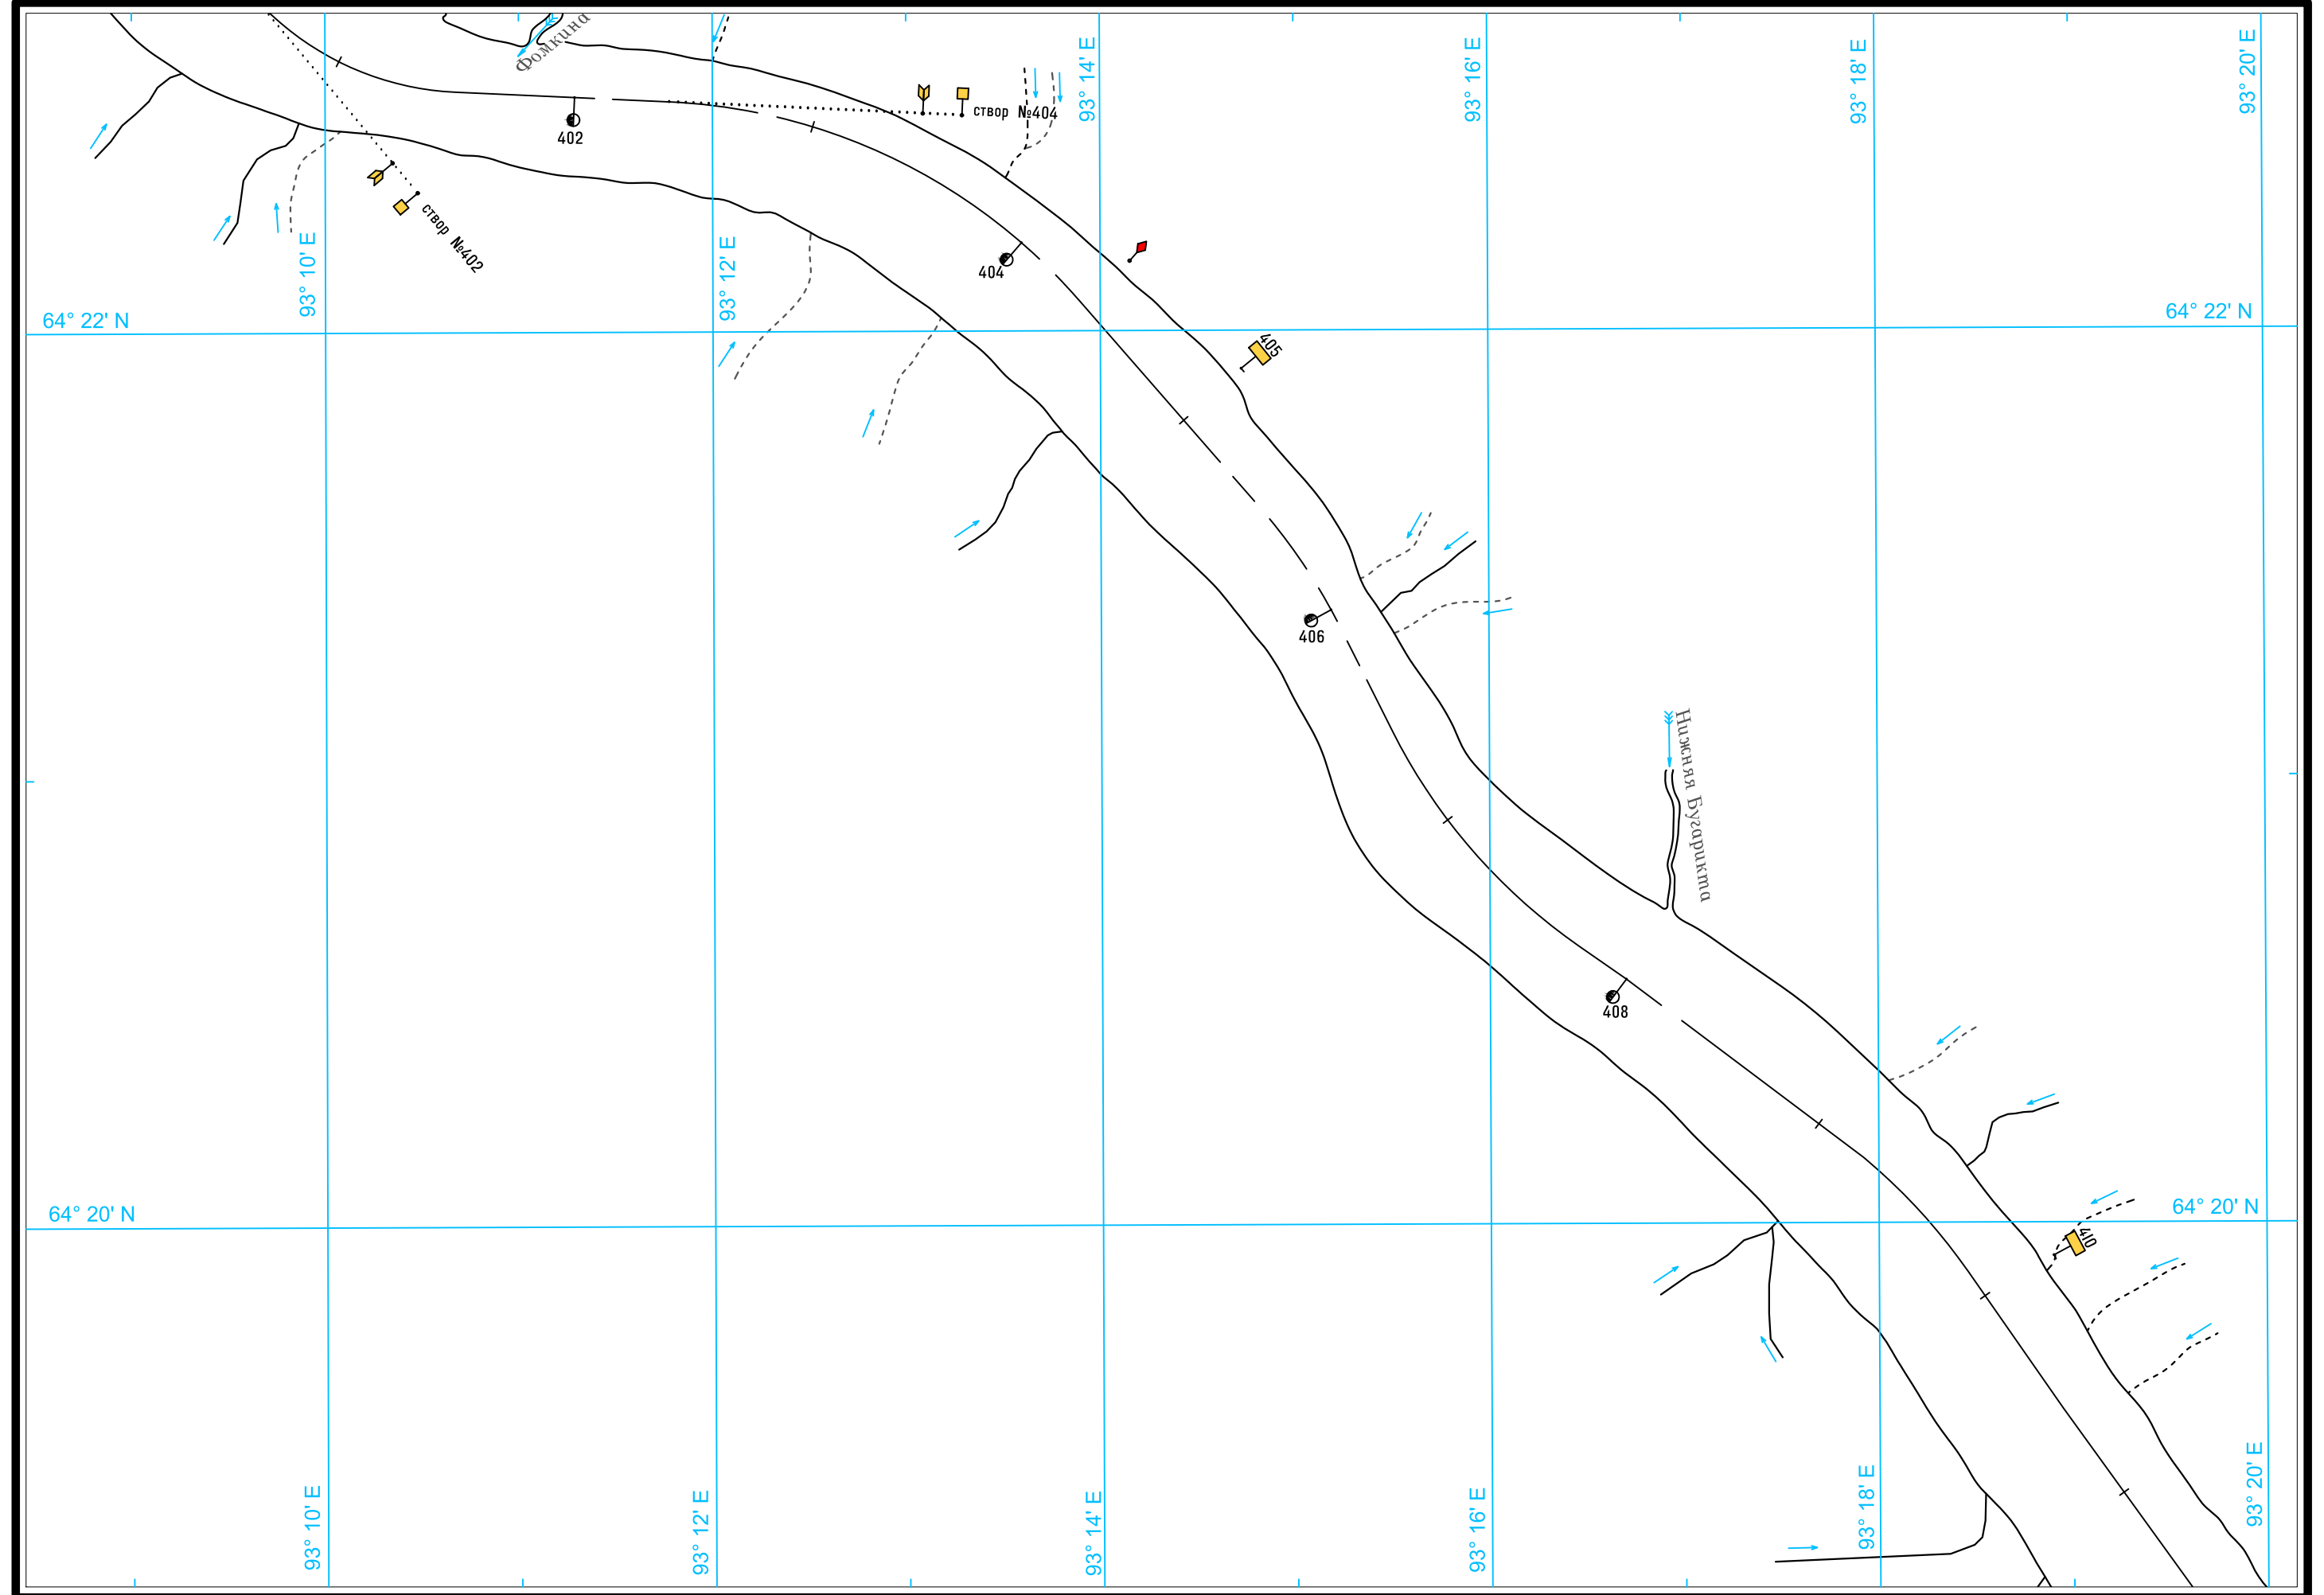 Фомкина
93° 14' E
93° 16' E
93° 18' E
93° 20' E
створ №404
402
створ №402
93° 10' E
93° 12' E
404
64° 22' N
64° 22' N
405
406
Нижняя Бугарикта
408
64° 20' N
64° 20' N
410
93° 10' E
93° 12' E
93° 14' E
93° 16' E
93° 18' E
93° 20' E